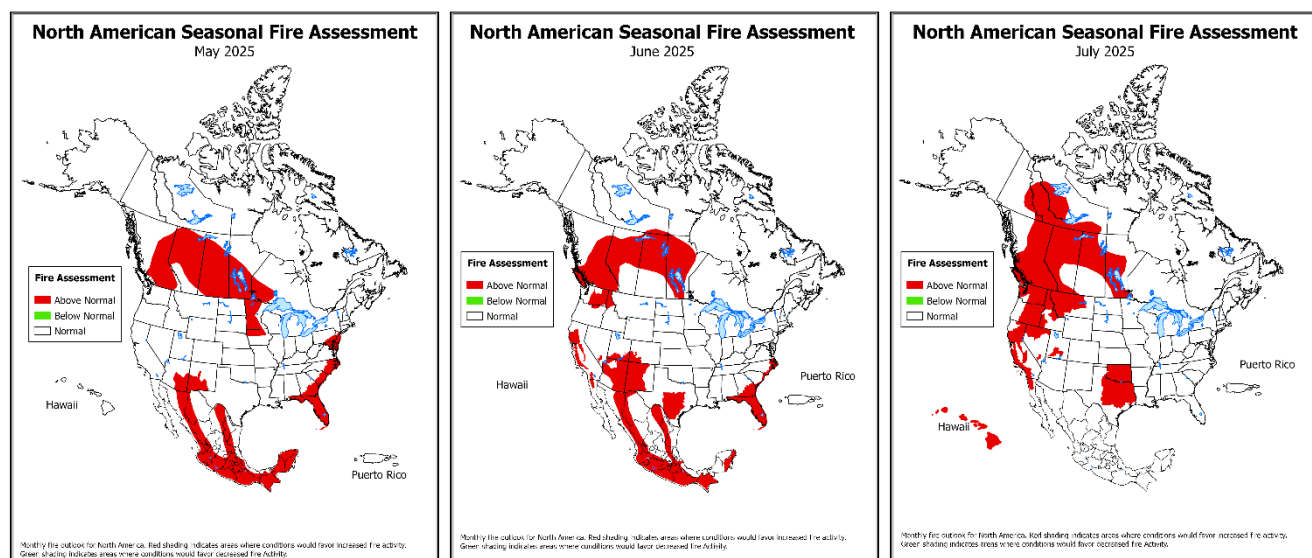 North American Seasonal Fire Assessment
May 2025
Fire Assessment
Above Normal
Below Normal
Normal
Hawaii
Puerto Rico
Monthly fire outlook for North America. Red shading indicates areas where conditions would favor increased fire activity.
Green shading indicates areas where conditions would favor decreased fire Activity.
North American Seasonal Fire Assessment
June 2025
Fire Assessment
Above Normal
Below Normal
Normal
Hawaii
Puerto Rico
Monthly fire outlook for North America. Red shading indicates areas where conditions would favor increased fire activity.
Green shading indicates areas where conditions would favor decreased fire Activity.
North American Seasonal Fire Assessment
July 2025
Fire Assessment
Above Normal
Below Normal
Normal
Puerto Rico
Hawaii
Monthly fire outlook for North America. Red shading indicates areas where conditions would favor increased fire activity.
Green shading indicates areas where conditions would favor decreased fire Activity.